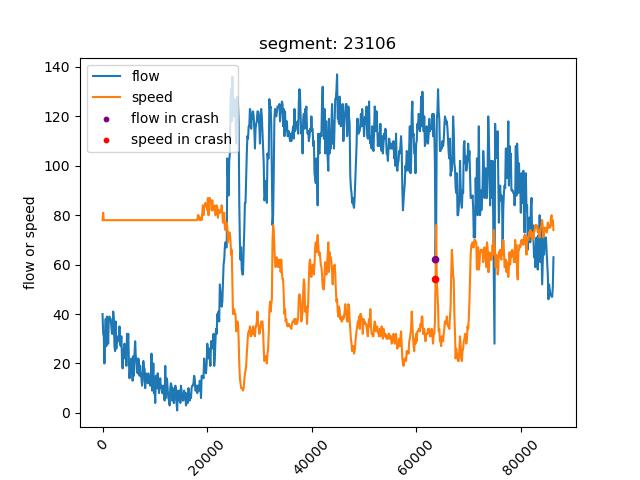 segment: 23106
flow
speed
flow in crash
speed in crash
flow or speed
140
120
100
80
60
40
20
0
0
20000
40000
60000
80000